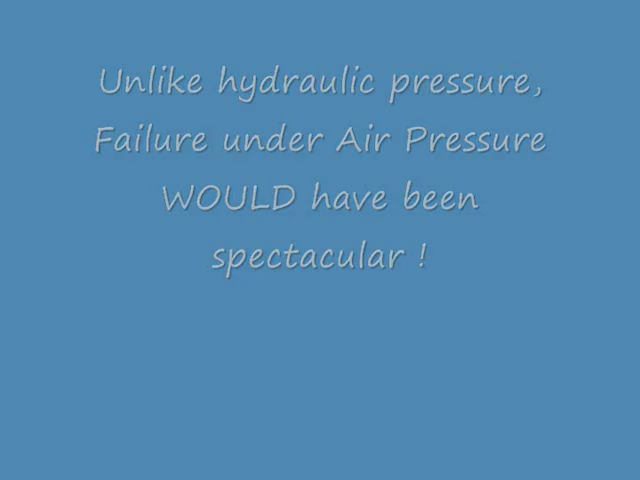 Unlike hydraulic pressure,
Failure under Air Pressure
WOULD have been
spectacular !